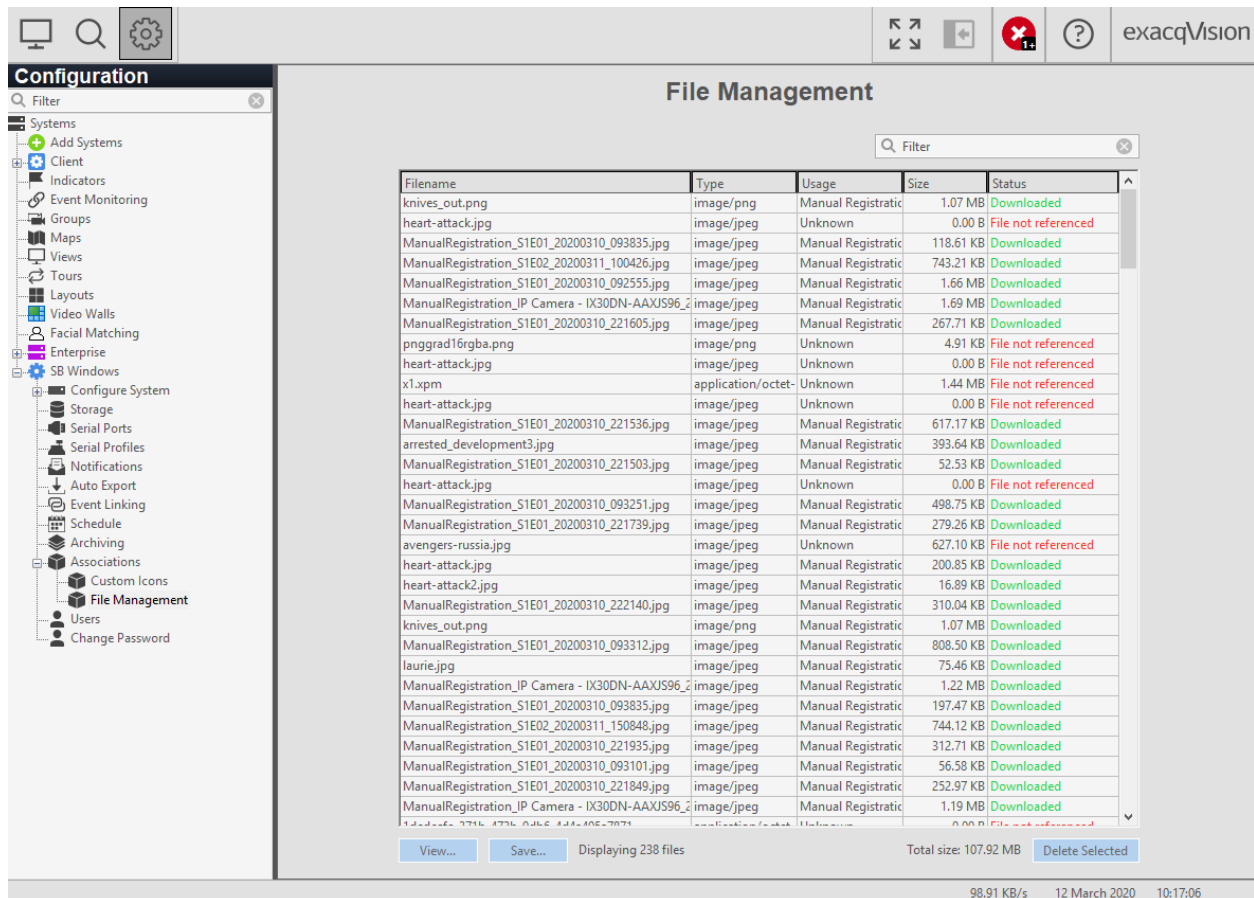 1+
exacqVision
Configuration
Filter
Systems
Add Systems
Client
Indicators
Event Monitoring
Groups
Maps
Views
Tours
Layouts
Video Walls
Facial Matching
Enterprise
SB Windows
Configure System
Storage
Serial Ports
Serial Profiles
Notifications
Auto Export
Event Linking
Schedule
Archiving
Associations
Custom Icons
File Management
Users
Change Password
File Management
Filter
Filename Type Usage Size Status
knives_out.png image/png Manual Registratic 1.07 MB Downloaded
heart-attack.jpg image/jpeg Unknown 0.00 B File not referenced
ManualRegistration_S1E01_20200310_093835.jpg image/jpeg Manual Registratic 118.61 KB Downloaded
ManualRegistration_S1E02_20200311_100426.jpg image/jpeg Manual Registratic 743.21 KB Downloaded
ManualRegistration_S1E01_20200310_092555.jpg image/jpeg Manual Registratic 1.66 MB Downloaded
ManualRegistration_IP Camera - IX30DN-AAXJS96_2 image/jpeg Manual Registratic 1.69 MB Downloaded
ManualRegistration_S1E01_20200310_221605.jpg image/jpeg Manual Registratic 267.71 KB Downloaded
pnggrad16rgba.png image/png Unknown 4.91 KB File not referenced
heart-attack.jpg image/jpeg Unknown 0.00 B File not referenced
x1.xpm application/octet- Unknown 1.44 MB File not referenced
heart-attack.jpg image/jpeg Unknown 0.00 B File not referenced
ManualRegistration_S1E01_20200310_221536.jpg image/jpeg Manual Registratic 617.17 KB Downloaded
arrested_development3.jpg image/jpeg Manual Registratic 393.64 KB Downloaded
ManualRegistration_S1E01_20200310_221503.jpg image/jpeg Manual Registratic 52.53 KB Downloaded
heart-attack.jpg image/jpeg Unknown 0.00 B File not referenced
ManualRegistration_S1E01_20200310_093251.jpg image/jpeg Manual Registratic 498.75 KB Downloaded
ManualRegistration_S1E01_20200310_221739.jpg image/jpeg Manual Registratic 279.26 KB Downloaded
avengers-russia.jpg image/jpeg Unknown 627.10 KB File not referenced
heart-attack.jpg image/jpeg Manual Registratic 200.85 KB Downloaded
heart-attack2.jpg image/jpeg Manual Registratic 16.89 KB Downloaded
ManualRegistration_S1E01_20200310_222140.jpg image/jpeg Manual Registratic 310.04 KB Downloaded
knives_out.png image/png Manual Registratic 1.07 MB Downloaded
ManualRegistration_S1E01_20200310_093312.jpg image/jpeg Manual Registratic 808.50 KB Downloaded
laurie.jpg image/jpeg Manual Registratic 75.46 KB Downloaded
ManualRegistration_IP Camera - IX30DN-AAXJS96_2 image/jpeg Manual Registratic 1.22 MB Downloaded
ManualRegistration_S1E01_20200310_093835.jpg image/jpeg Manual Registratic 197.47 KB Downloaded
ManualRegistration_S1E02_20200311_150848.jpg image/jpeg Manual Registratic 744.12 KB Downloaded
ManualRegistration_S1E01_20200310_221935.jpg image/jpeg Manual Registratic 312.71 KB Downloaded
ManualRegistration_S1E01_20200310_093101.jpg image/jpeg Manual Registratic 56.58 KB Downloaded
ManualRegistration_S1E01_20200310_221849.jpg image/jpeg Manual Registratic 252.97 KB Downloaded
ManualRegistration_IP Camera - IX30DN-AAXJS96_2 image/jpeg Manual Registratic 1.19 MB Downloaded
View... Save... Displaying 238 files Total size: 107.92 MB Delete Selected
98.91 KB/s 12 March 2020 10:17:06